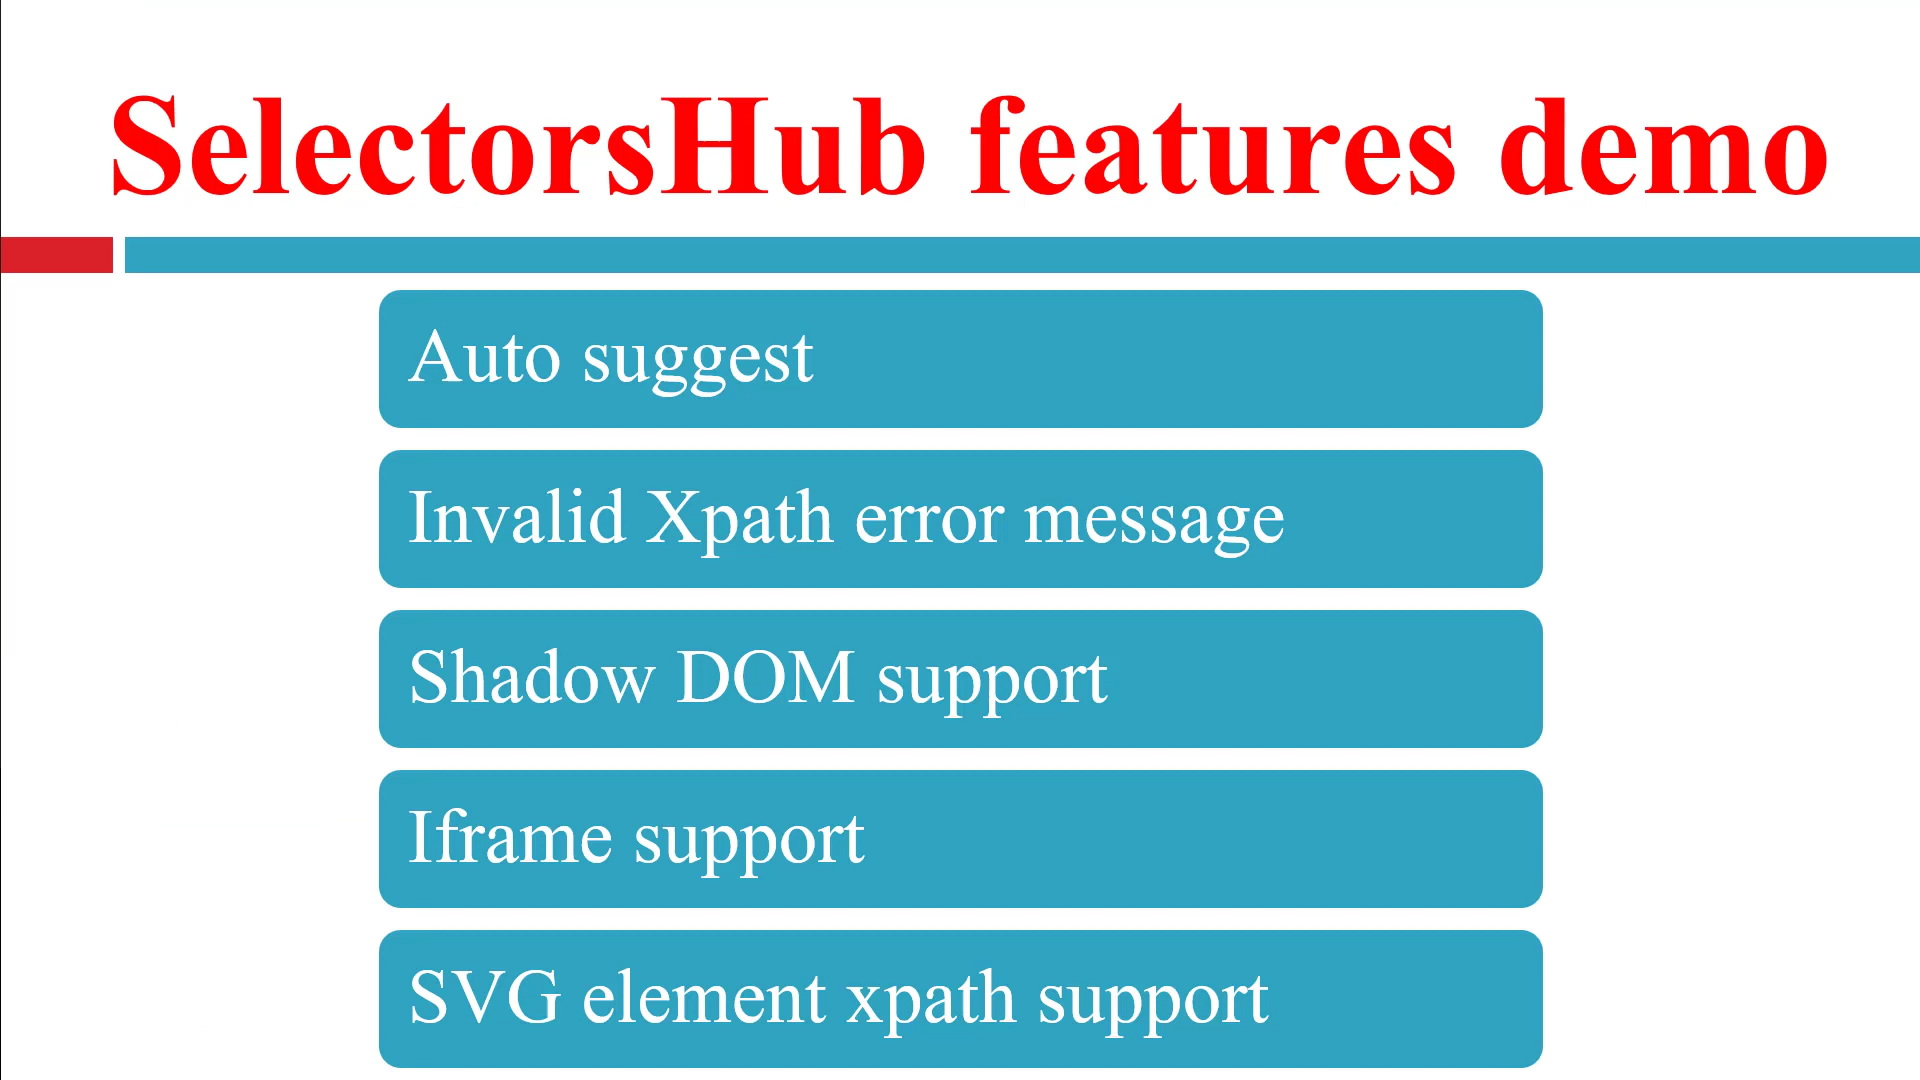 SelectorsHub features demo
Auto suggest
Invalid Xpath error message
Shadow DOM support
Iframe support
SVG element xpath support